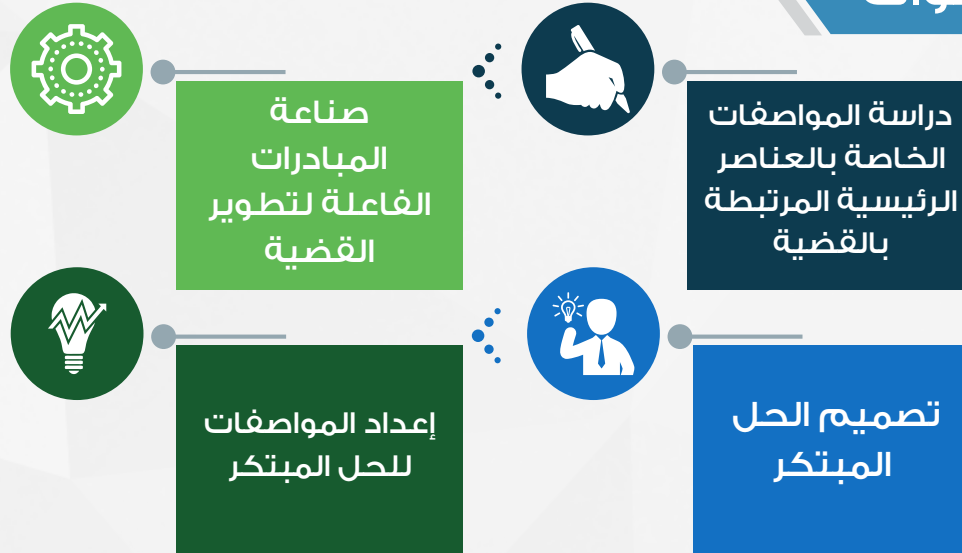 دراسة المواصفات
الخاصة بالعناصر
الرئيسية المرتبطة
بالقضية
صناعة
المبادرات
الفاعلة لتطوير
القضية
تصميم الحل
المبتكر
إعداد المواصفات
للحل المبتكر